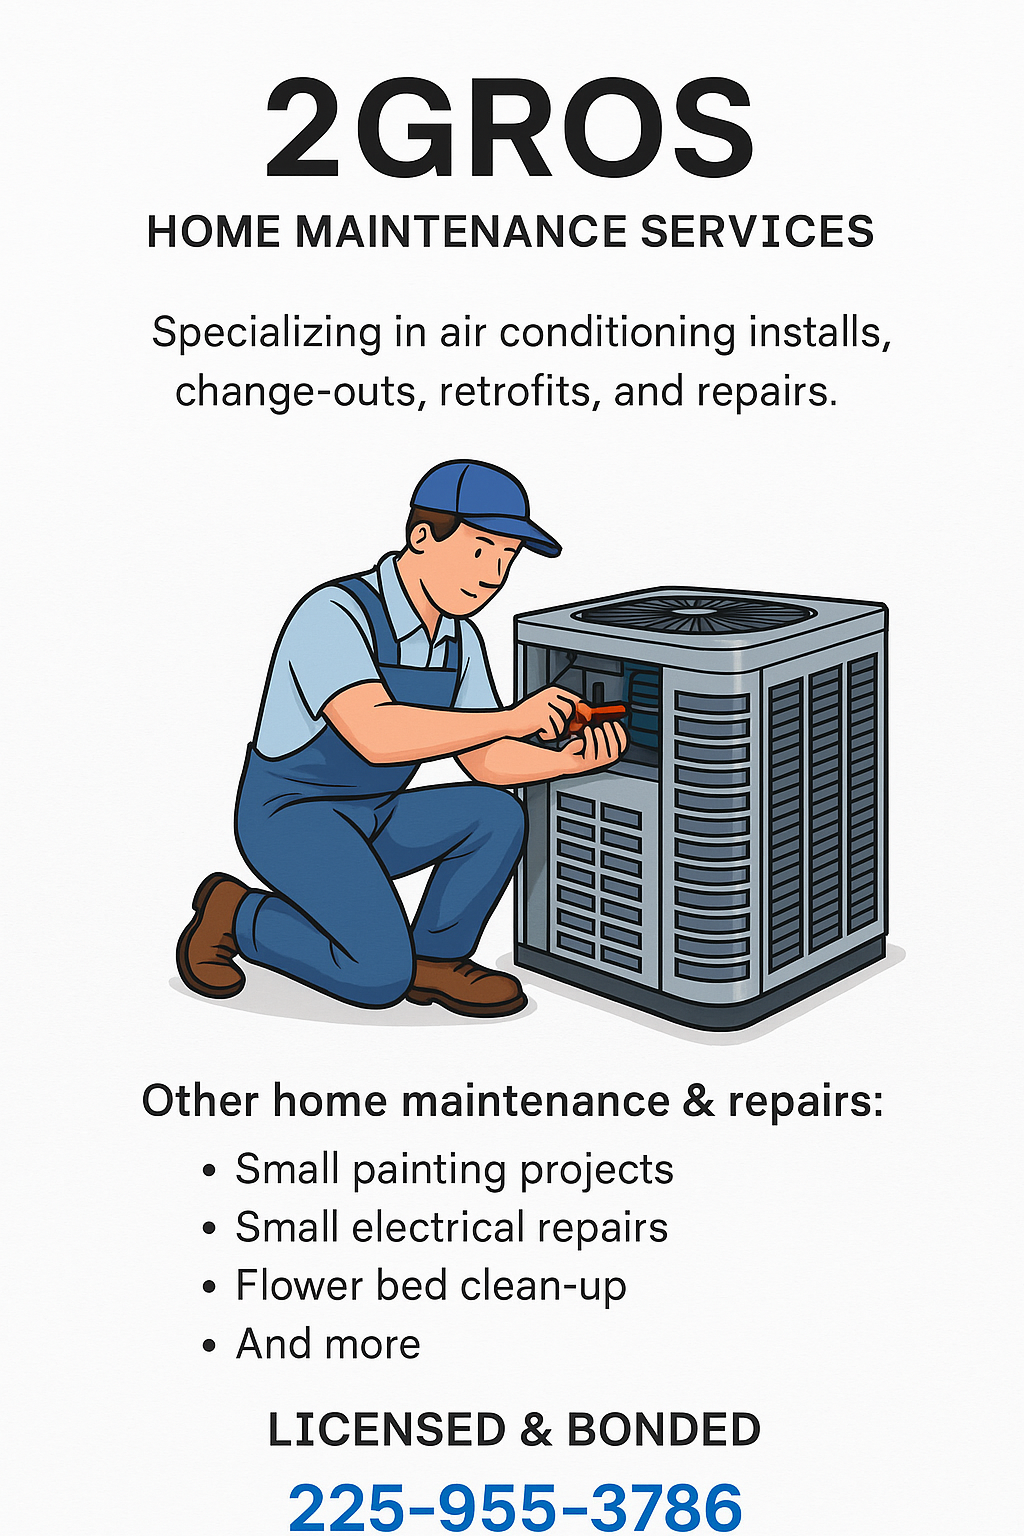 2GROS
HOME MAINTENANCE SERVICES
Specializing in air conditioning installs,
change-outs, retrofits, and repairs.
Other home maintenance & repairs:
• Small painting projects
• Small electrical repairs
• Flower bed clean-up
• And more
LICENSED & BONDED
225-955-3786